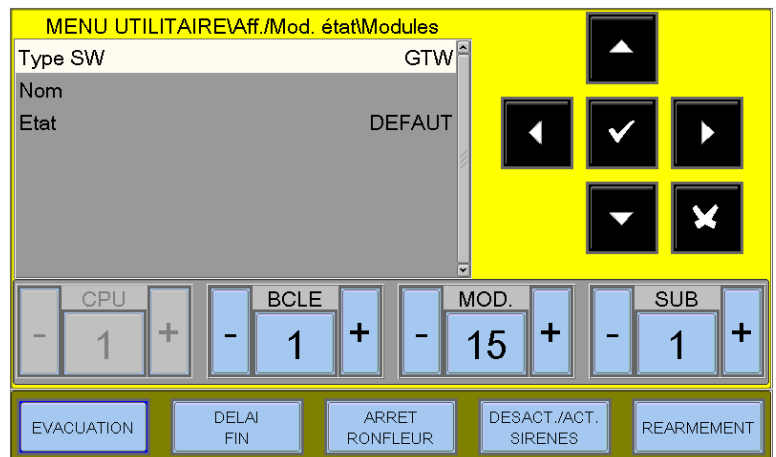 MENU UTILITAIRE\Aff./Mod. état\Modules
Type SW GTW
Nom
Etat DEFAUT
CPU BCLE MOD. SUB
- 1 + - 1 + - 15 + - 1 +
EVACUATION DELAI FIN ARRET RONFLEUR DESACT./ACT. SIRENES REARMEMENT